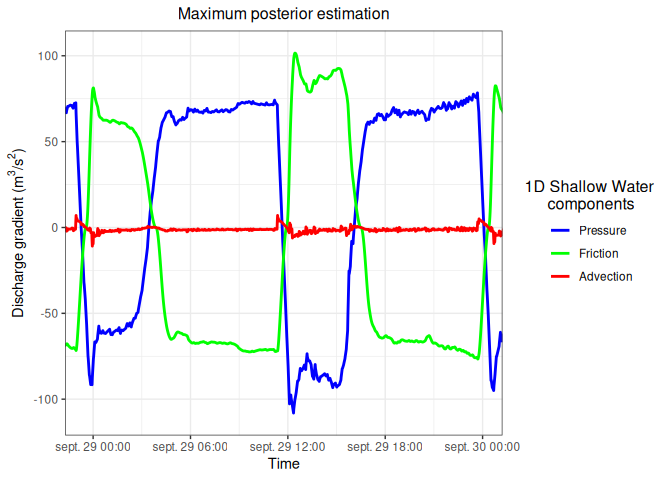 Maximum posterior estimation
Discharge gradient (m³/s²)
100
50
0
-50
-100
sept. 29 00:00 sept. 29 06:00 sept. 29 12:00 sept. 29 18:00 sept. 30 00:00
Time
1D Shallow Water
components
Pressure
Friction
Advection